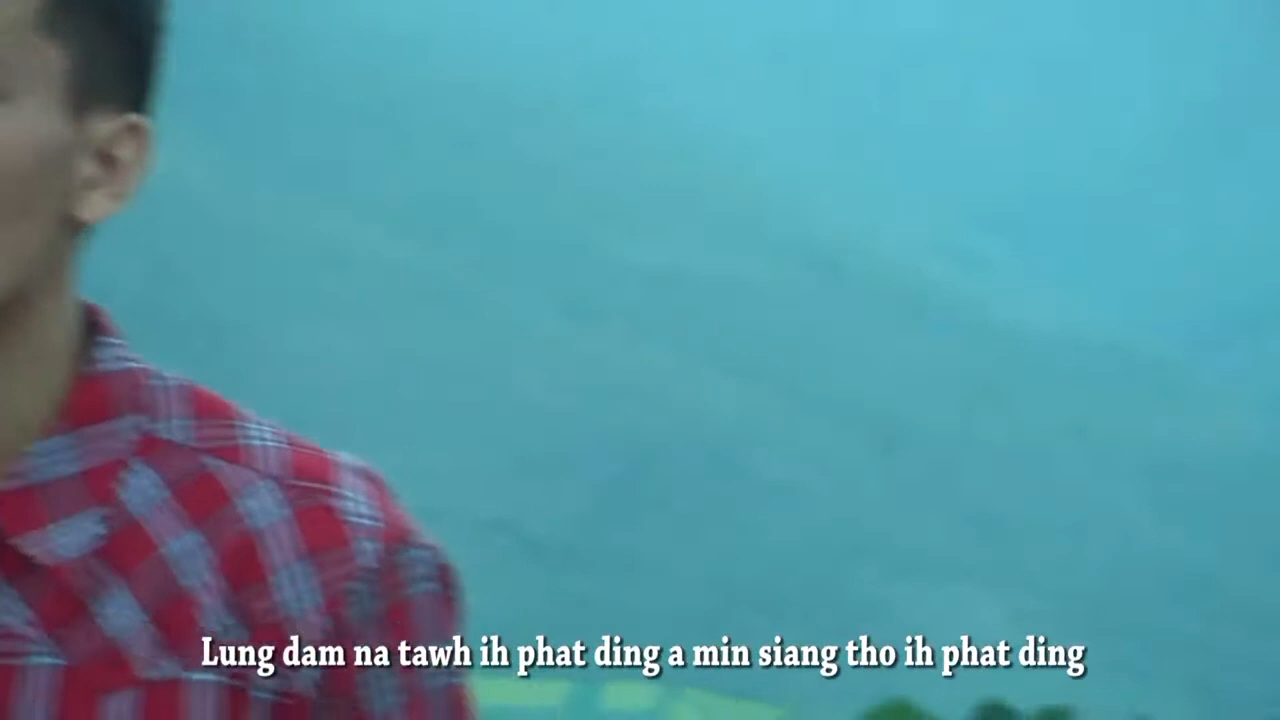 Lung dam na tawh ih phat ding a min siang tho ih phat ding